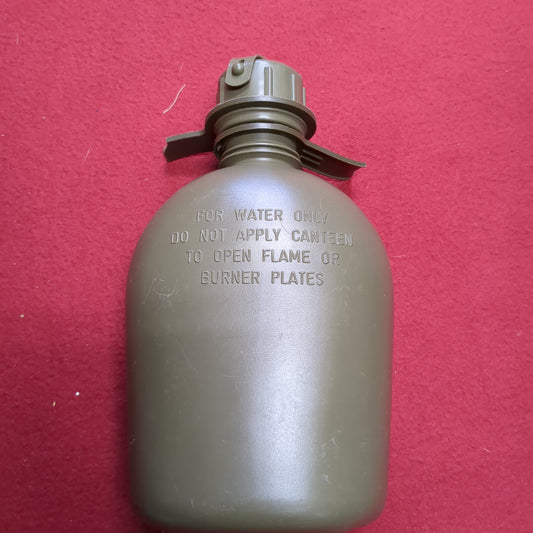 FOR WATER ONLY
DO NOT APPLY CANTEEN
TO OPEN FLAME OR
BURNER PLATES